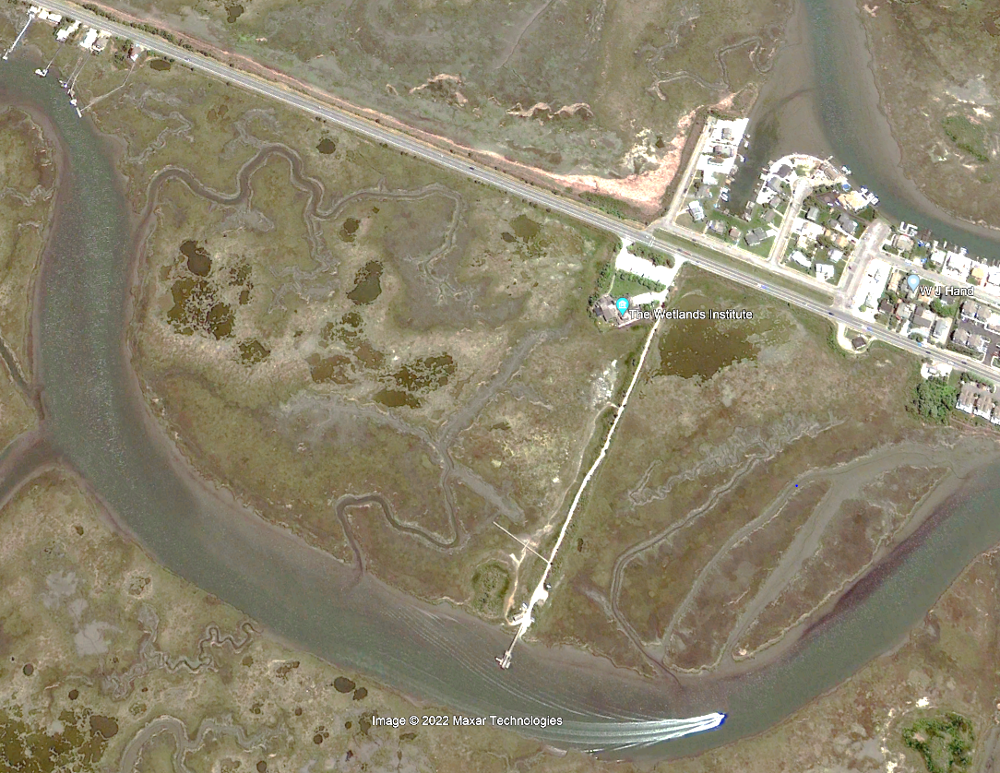 W J Hand
The Wetlands Institute
Image © 2022 Maxar Technologies